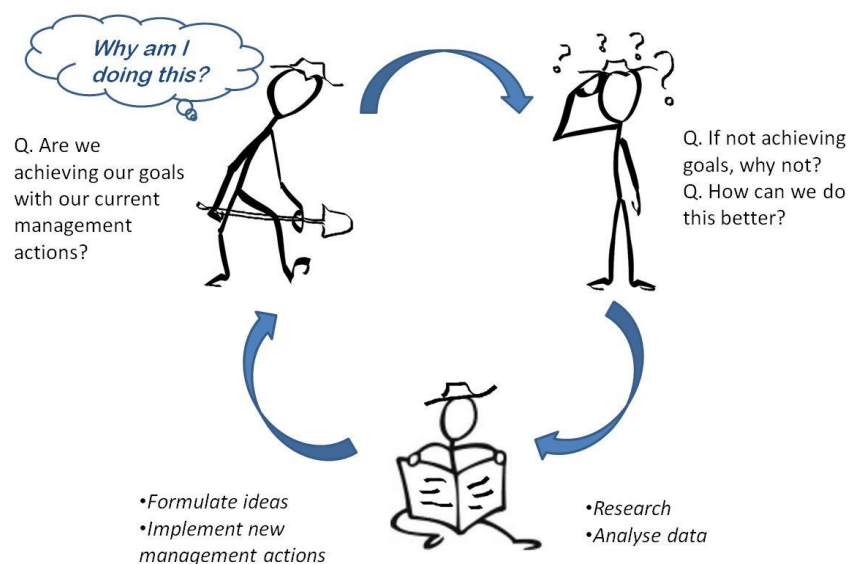 Why am I
doing this?
Q. Are we
achieving our goals
with our current
management
actions?
? ? ? ?
Q. If not achieving
goals, why not?
Q. How can we do
this better?
•Formulate ideas
•Implement new
management actions
•Research
•Analyse data